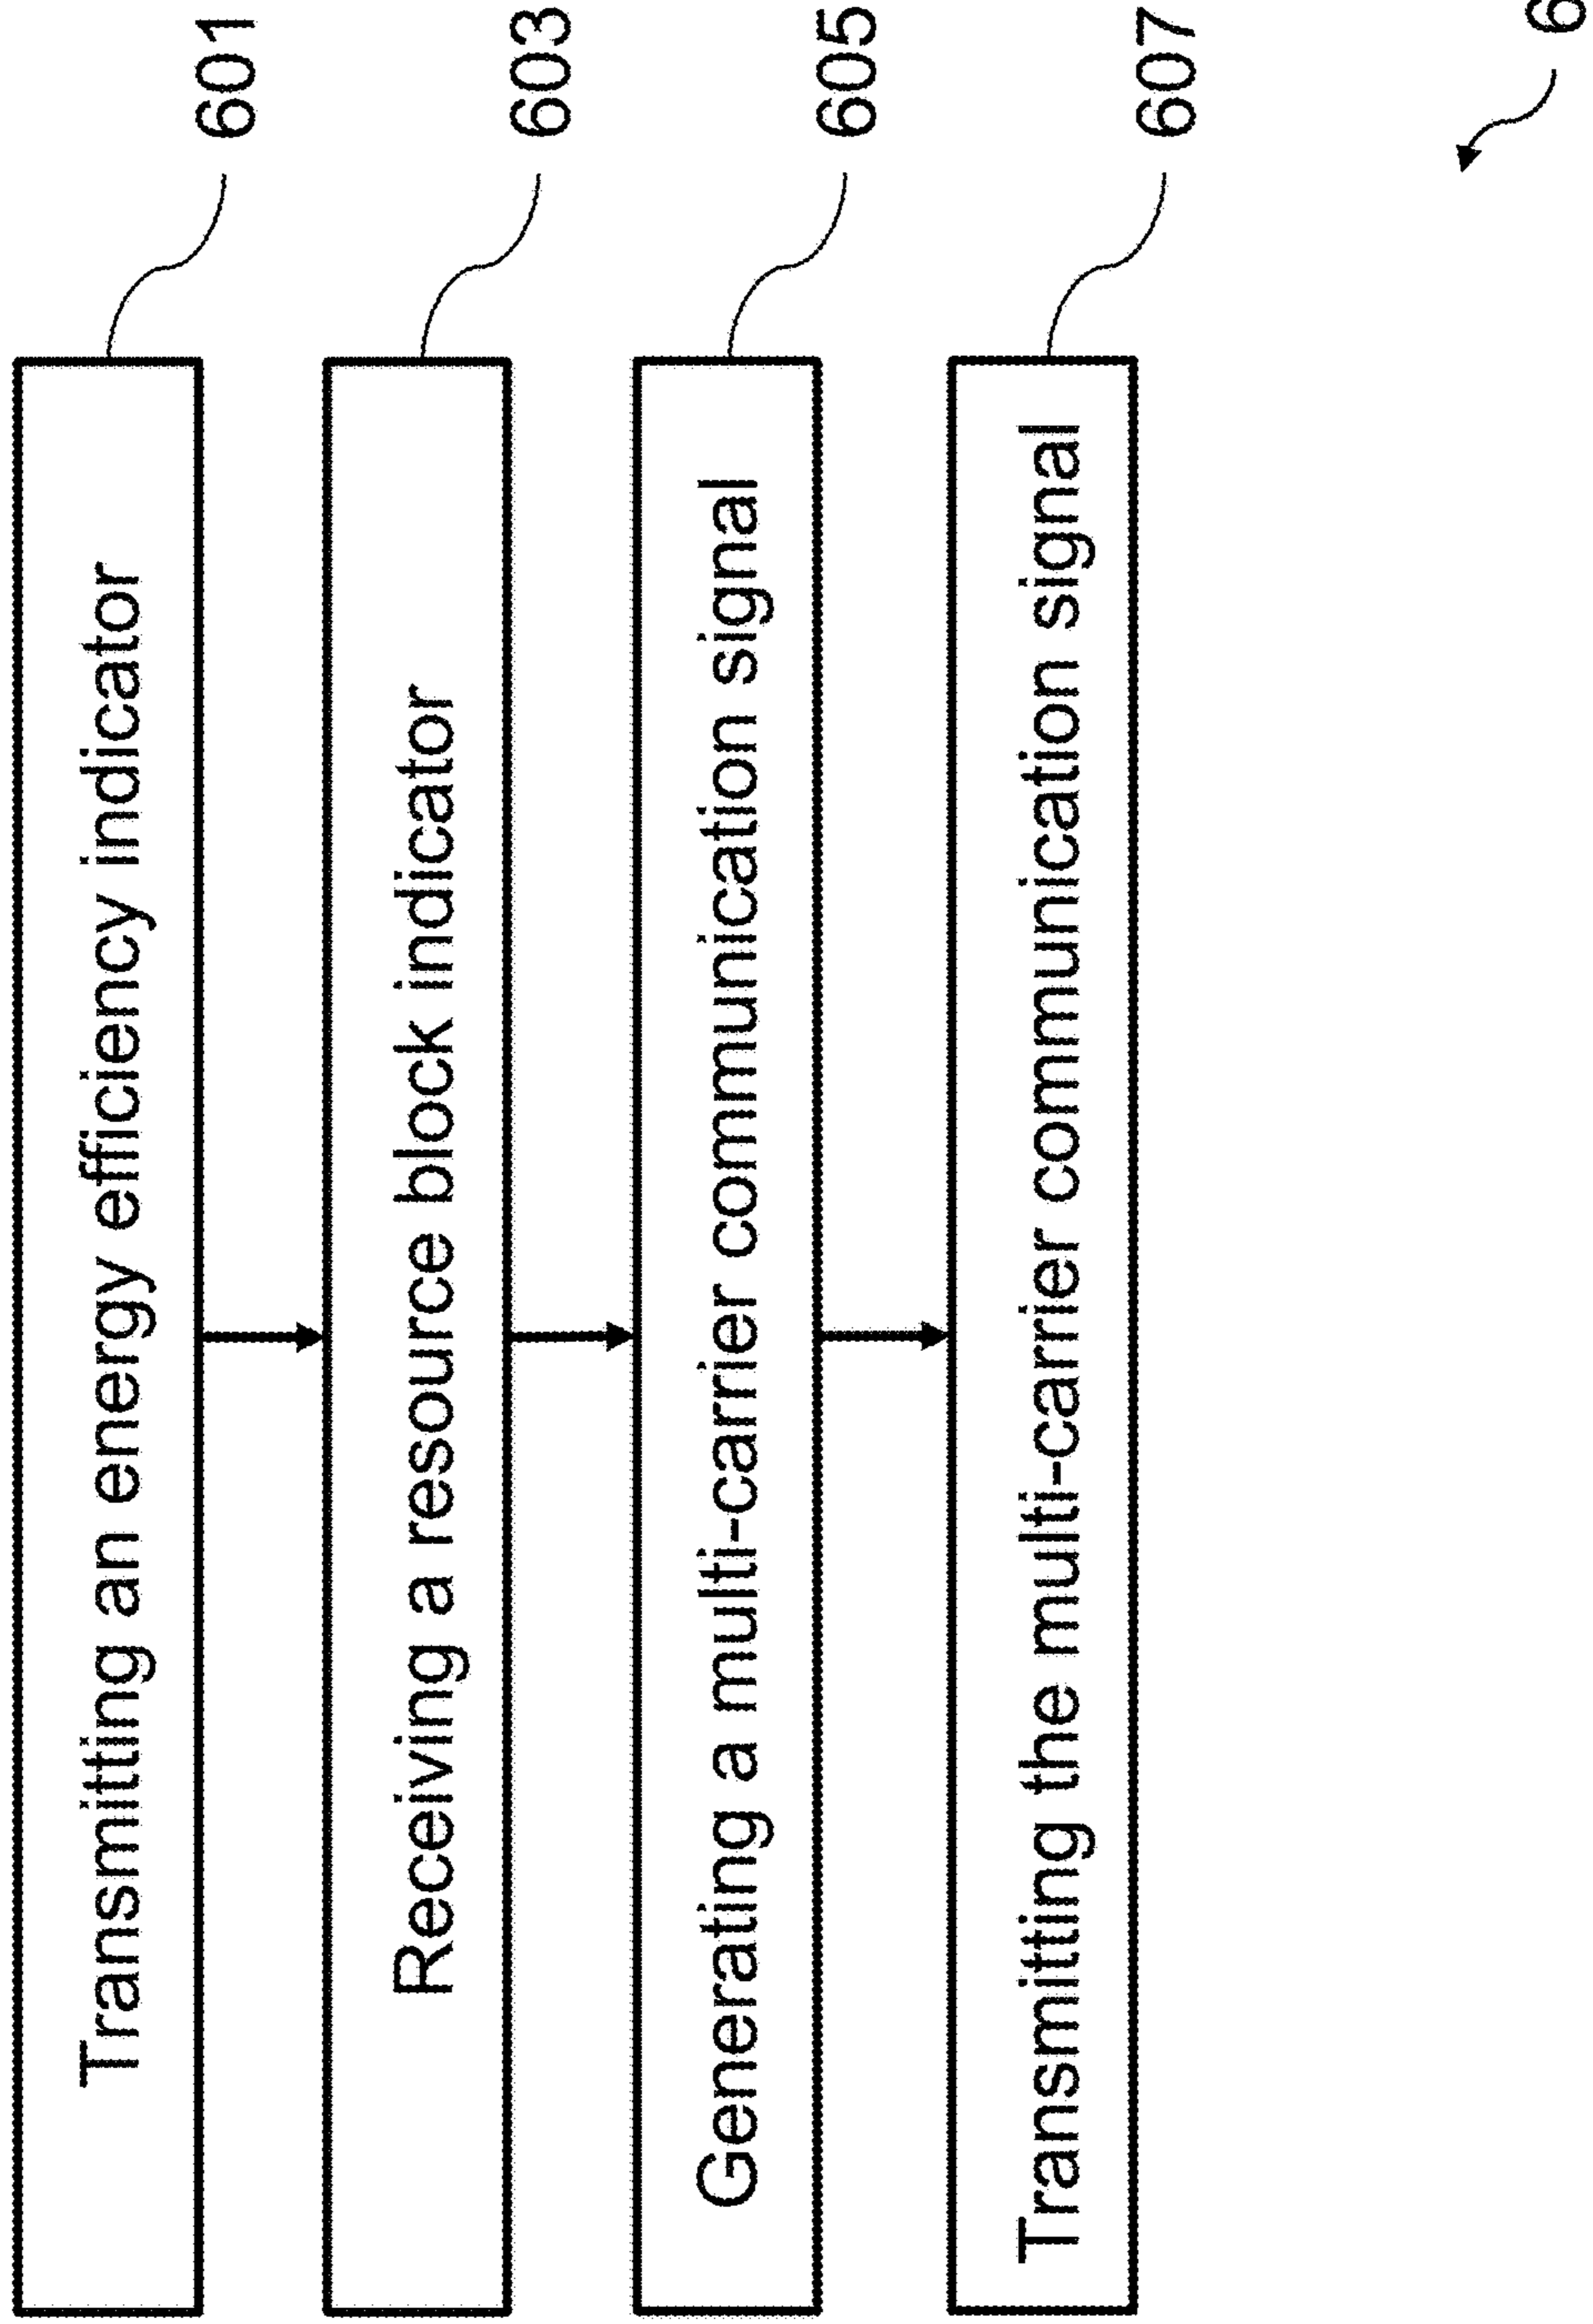 Transmitting an energy efficiency indicator
601
Receiving a resource block indicator
603
Generating a multi-carrier communication signal
605
Transmitting the multi-carrier communication signal
607